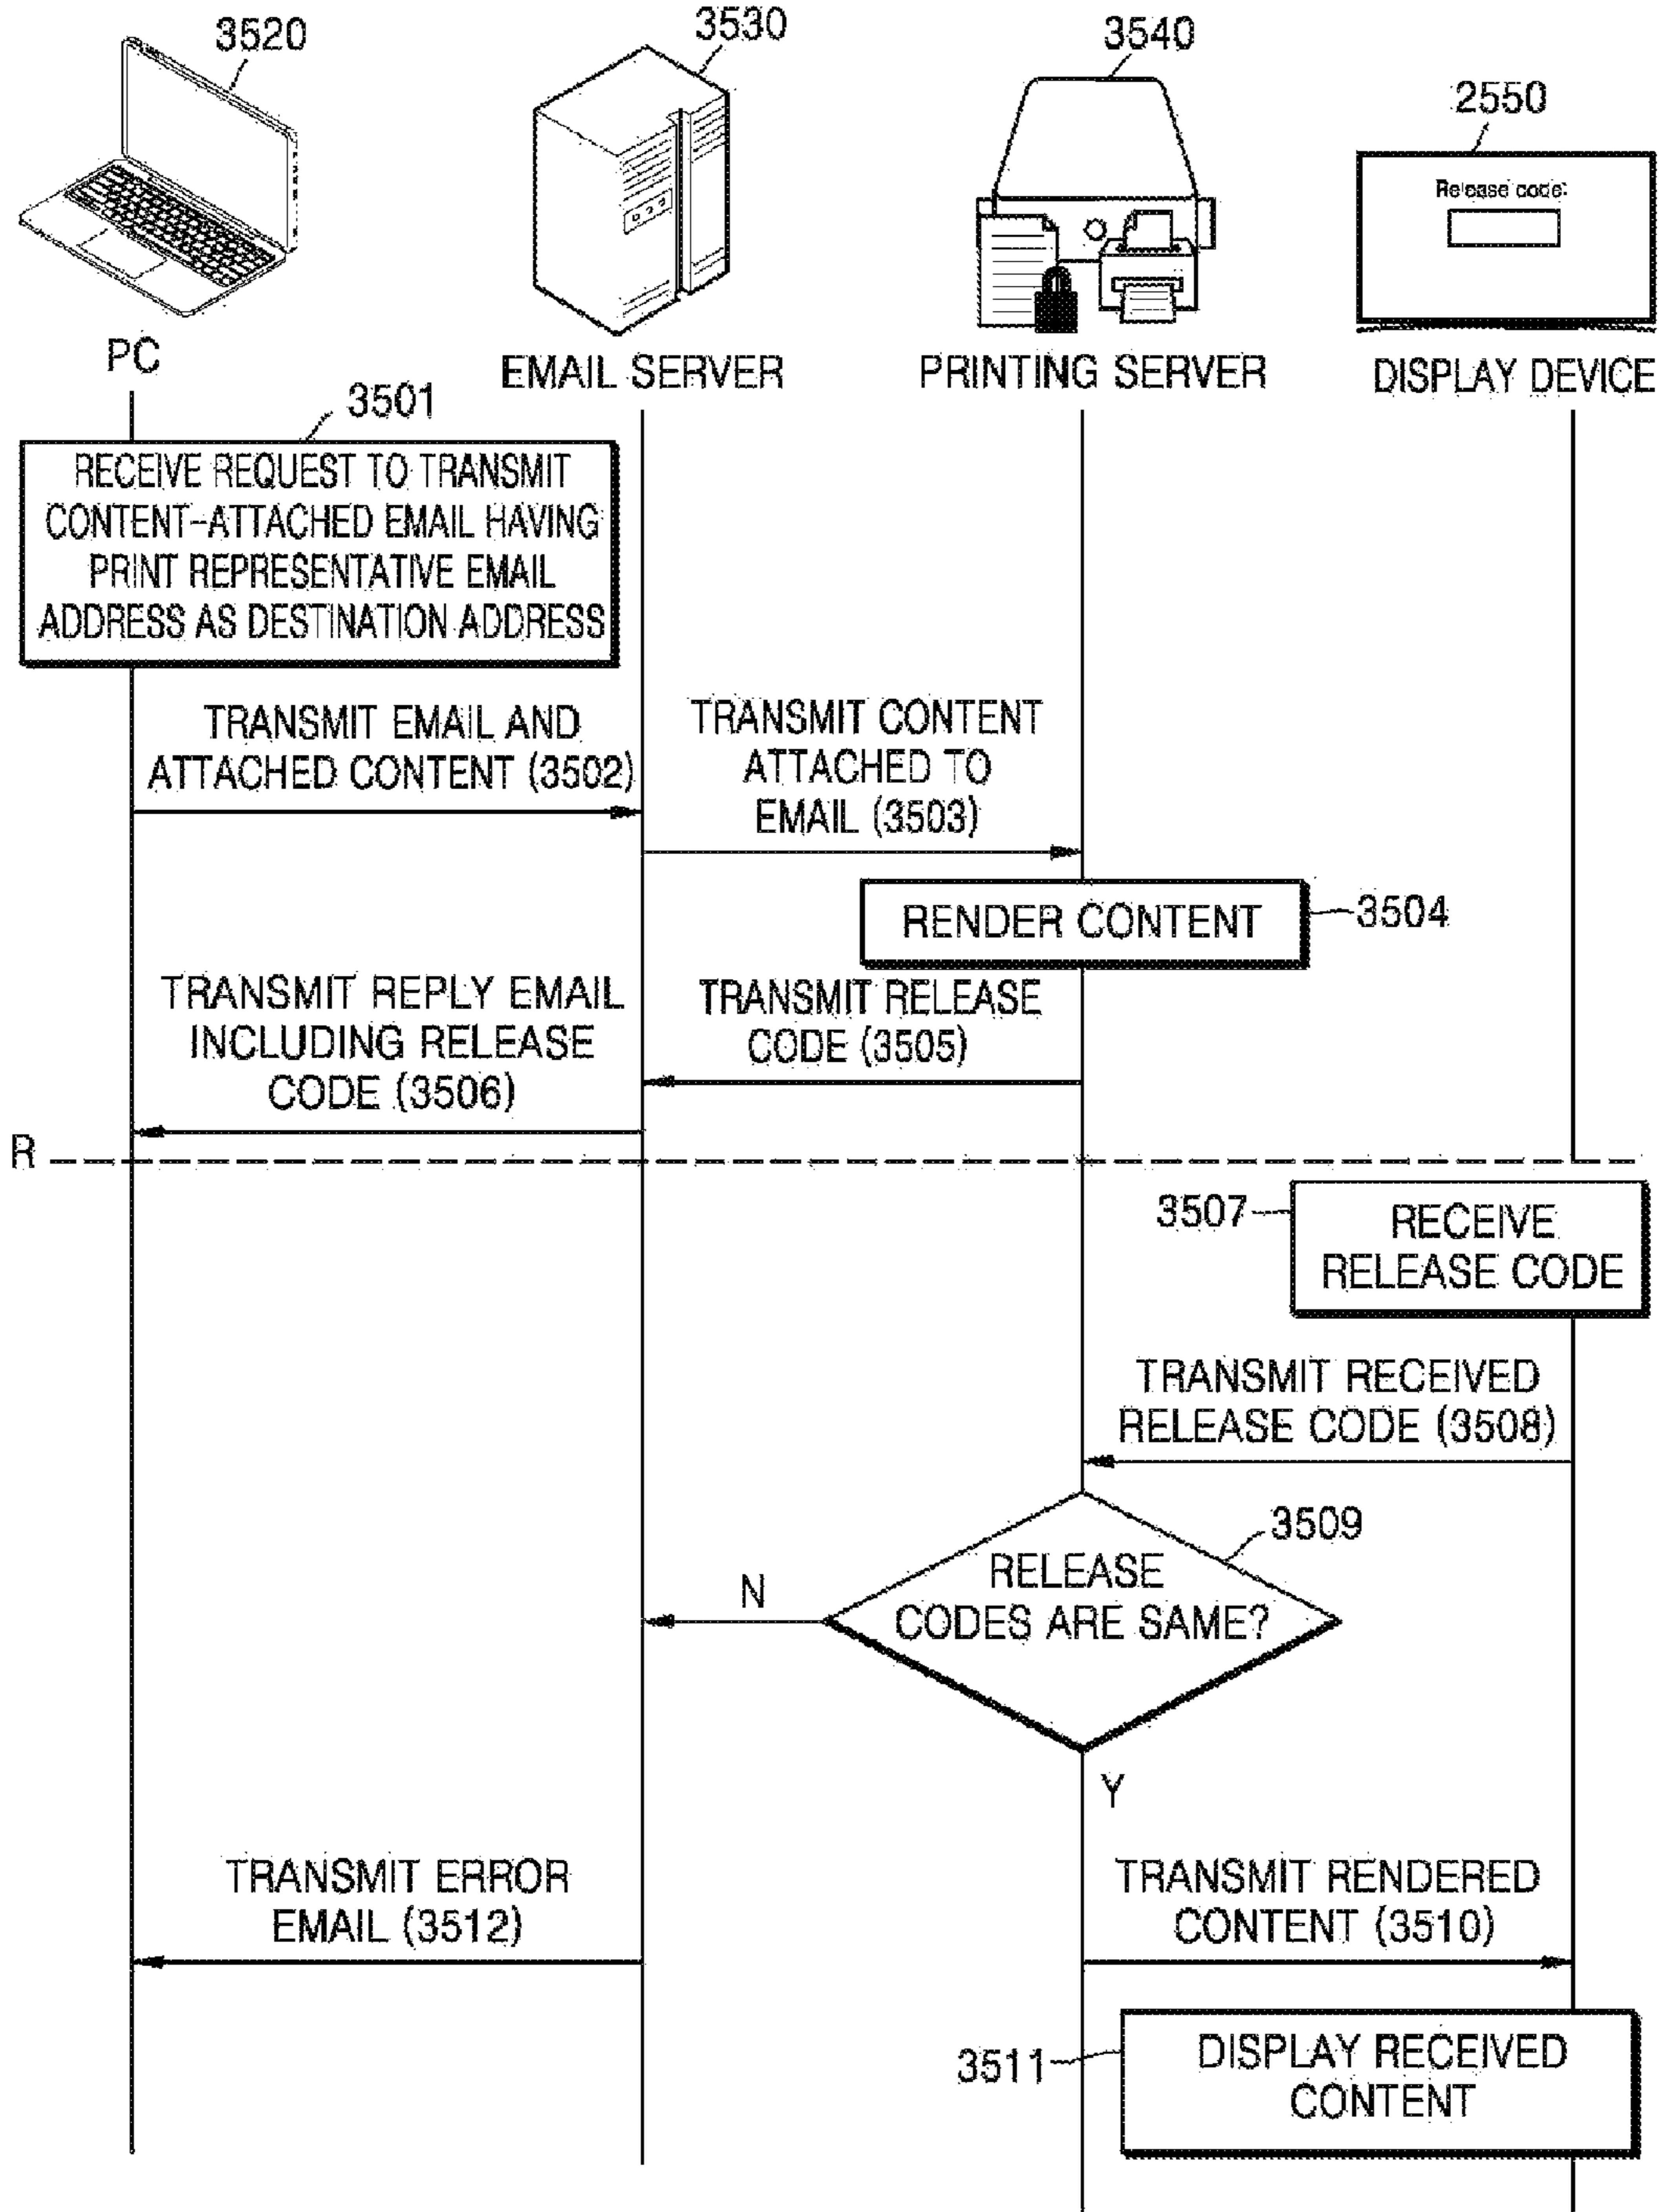 3520
3530
3540
2550
Release code:
PC
EMAIL SERVER
PRINTING SERVER
DISPLAY DEVICE
3501
RECEIVE REQUEST TO TRANSMIT
CONTENT-ATTACHED EMAIL HAVING
PRINT REPRESENTATIVE EMAIL
ADDRESS AS DESTINATION ADDRESS
TRANSMIT EMAIL AND
ATTACHED CONTENT (3502)
TRANSMIT CONTENT
ATTACHED TO
EMAIL (3503)
RENDER CONTENT
3504
TRANSMIT REPLY EMAIL
INCLUDING RELEASE
CODE (3506)
TRANSMIT RELEASE
CODE (3505)
R
3507
RECEIVE
RELEASE CODE
TRANSMIT RECEIVED
RELEASE CODE (3508)
3509
RELEASE
CODES ARE SAME?
N
Y
TRANSMIT ERROR
EMAIL (3512)
TRANSMIT RENDERED
CONTENT (3510)
3511
DISPLAY RECEIVED
CONTENT